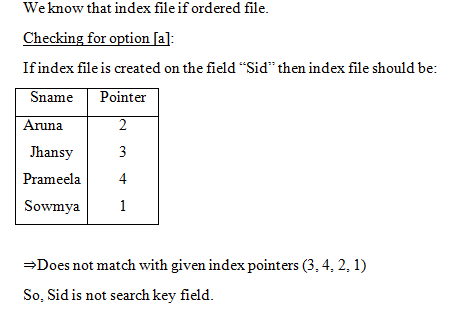 We know that index file if ordered file.
Checking for option [a]:
If index file is created on the field “Sid” then index file should be:
Sname Pointer
Aruna 2
Jhansy 3
Prameela 4
Sowmya 1
⇒Does not match with given index pointers (3, 4, 2, 1)
So, Sid is not search key field.